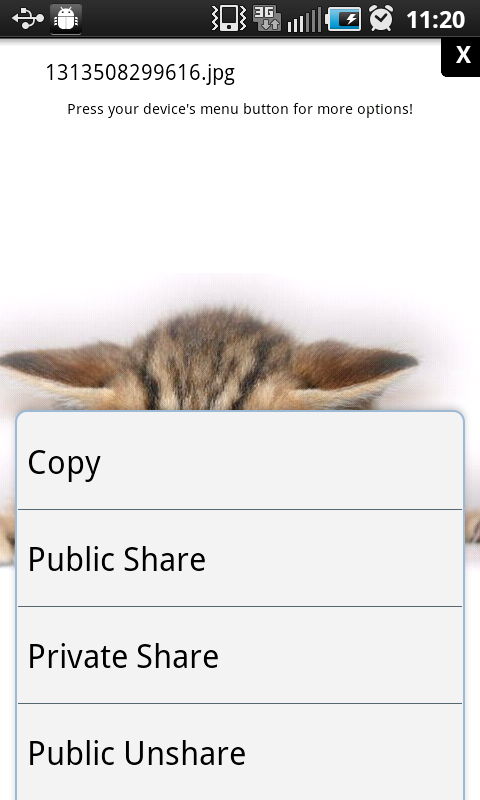 3G 11:20
X
1313508299616.jpg
Press your device's menu button for more options!
Copy
Public Share
Private Share
Public Unshare